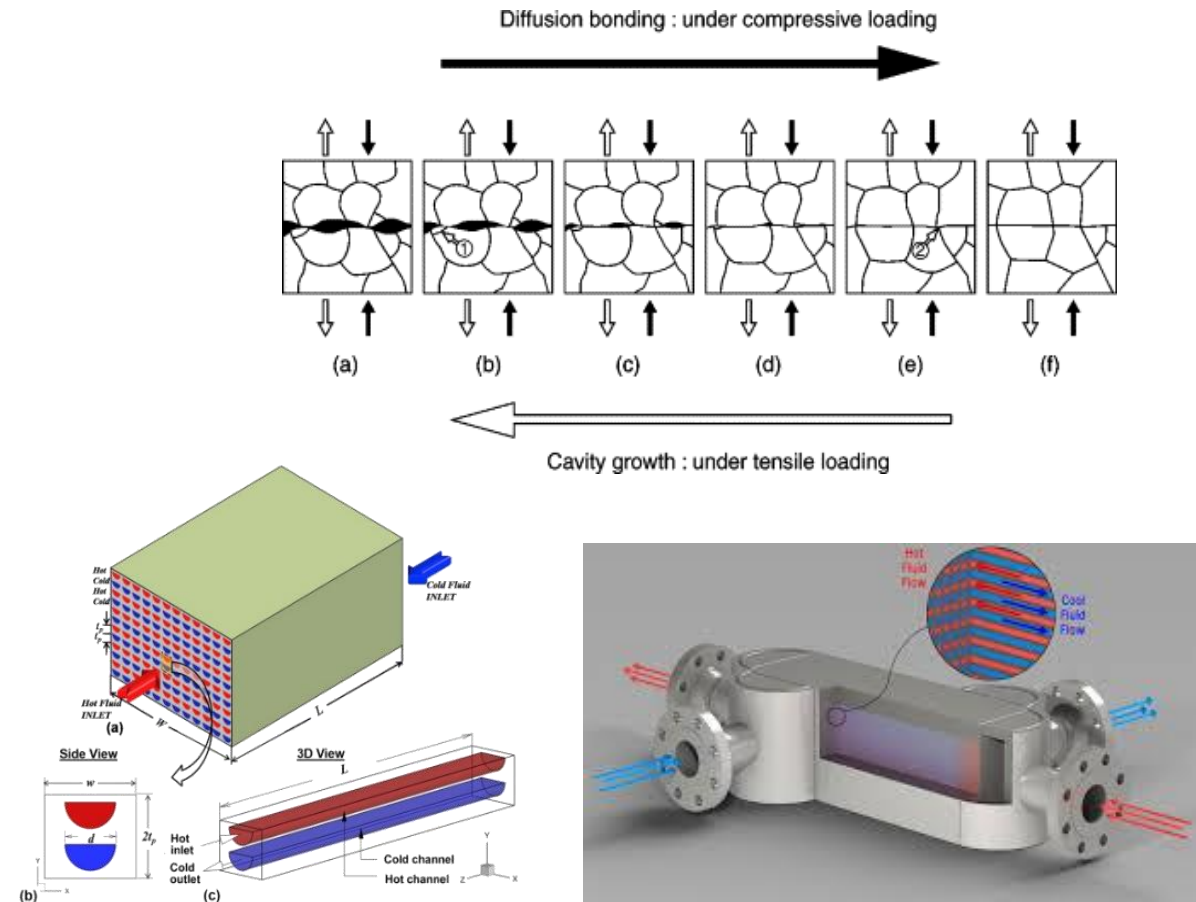 Diffusion bonding : under compressive loading
①
②
(a)
(b)
(c)
(d)
(e)
(f)
Cavity growth : under tensile loading
Hot
Cold
Hot
Cold
tp
tp
Cold Fluid
INLET
Hot Fluid
INLET
(a)
W
L
Side View
w
d
2tp
Y
X
(b)
3D View
L
Hot
inlet
Cold
outlet
Cold channel
Hot channel
Y
Z
X
(c)
Hot
Fluid
Flow
Cool
Fluid
Flow